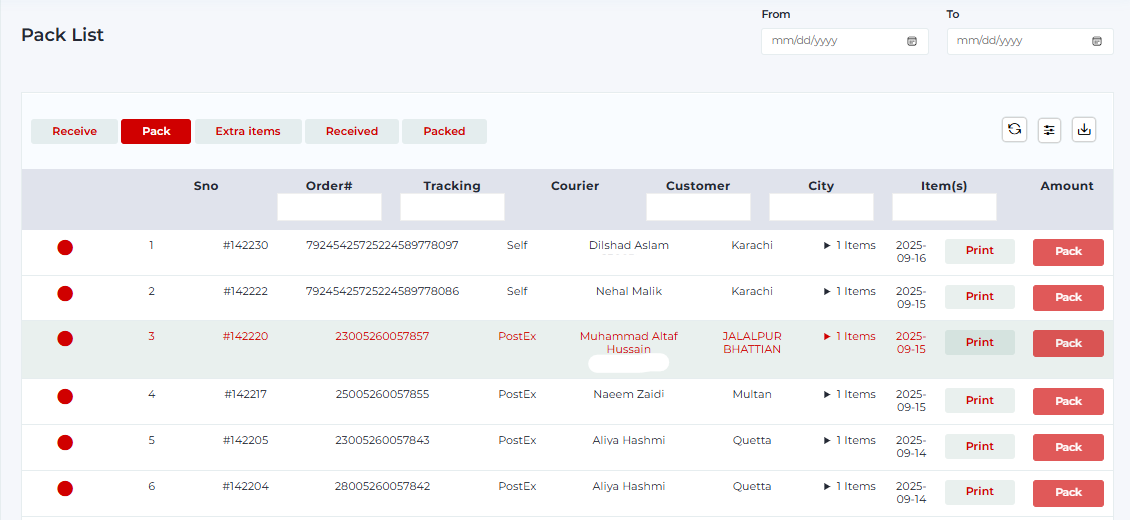 From To
Pack List
mm/dd/yyyy mm/dd/yyyy
Receive Pack Extra items Received Packed
Sno Order# Tracking Courier Customer City Item(s) Amount
1 #142230 79245425725224589778097 Self Dilshad Aslam Karachi ▶ 1 Items 2025- Print Pack
09-16
2 #142222 79245425725224589778086 Self Nehal Malik Karachi ▶ 1 Items 2025- Print Pack
09-15
3 #142220 23005260057857 PostEx Muhammad Altaf JALALPUR ▶ 1 Items 2025- Print Pack
Hussain BHATTIAN 09-15
4 #142217 25005260057855 PostEx Naeem Zaidi Multan ▶ 1 Items 2025- Print Pack
09-15
5 #142205 23005260057843 PostEx Aliya Hashmi Quetta ▶ 1 Items 2025- Print Pack
09-14
6 #142204 28005260057842 PostEx Aliya Hashmi Quetta ▶ 1 Items 2025- Print Pack
09-14